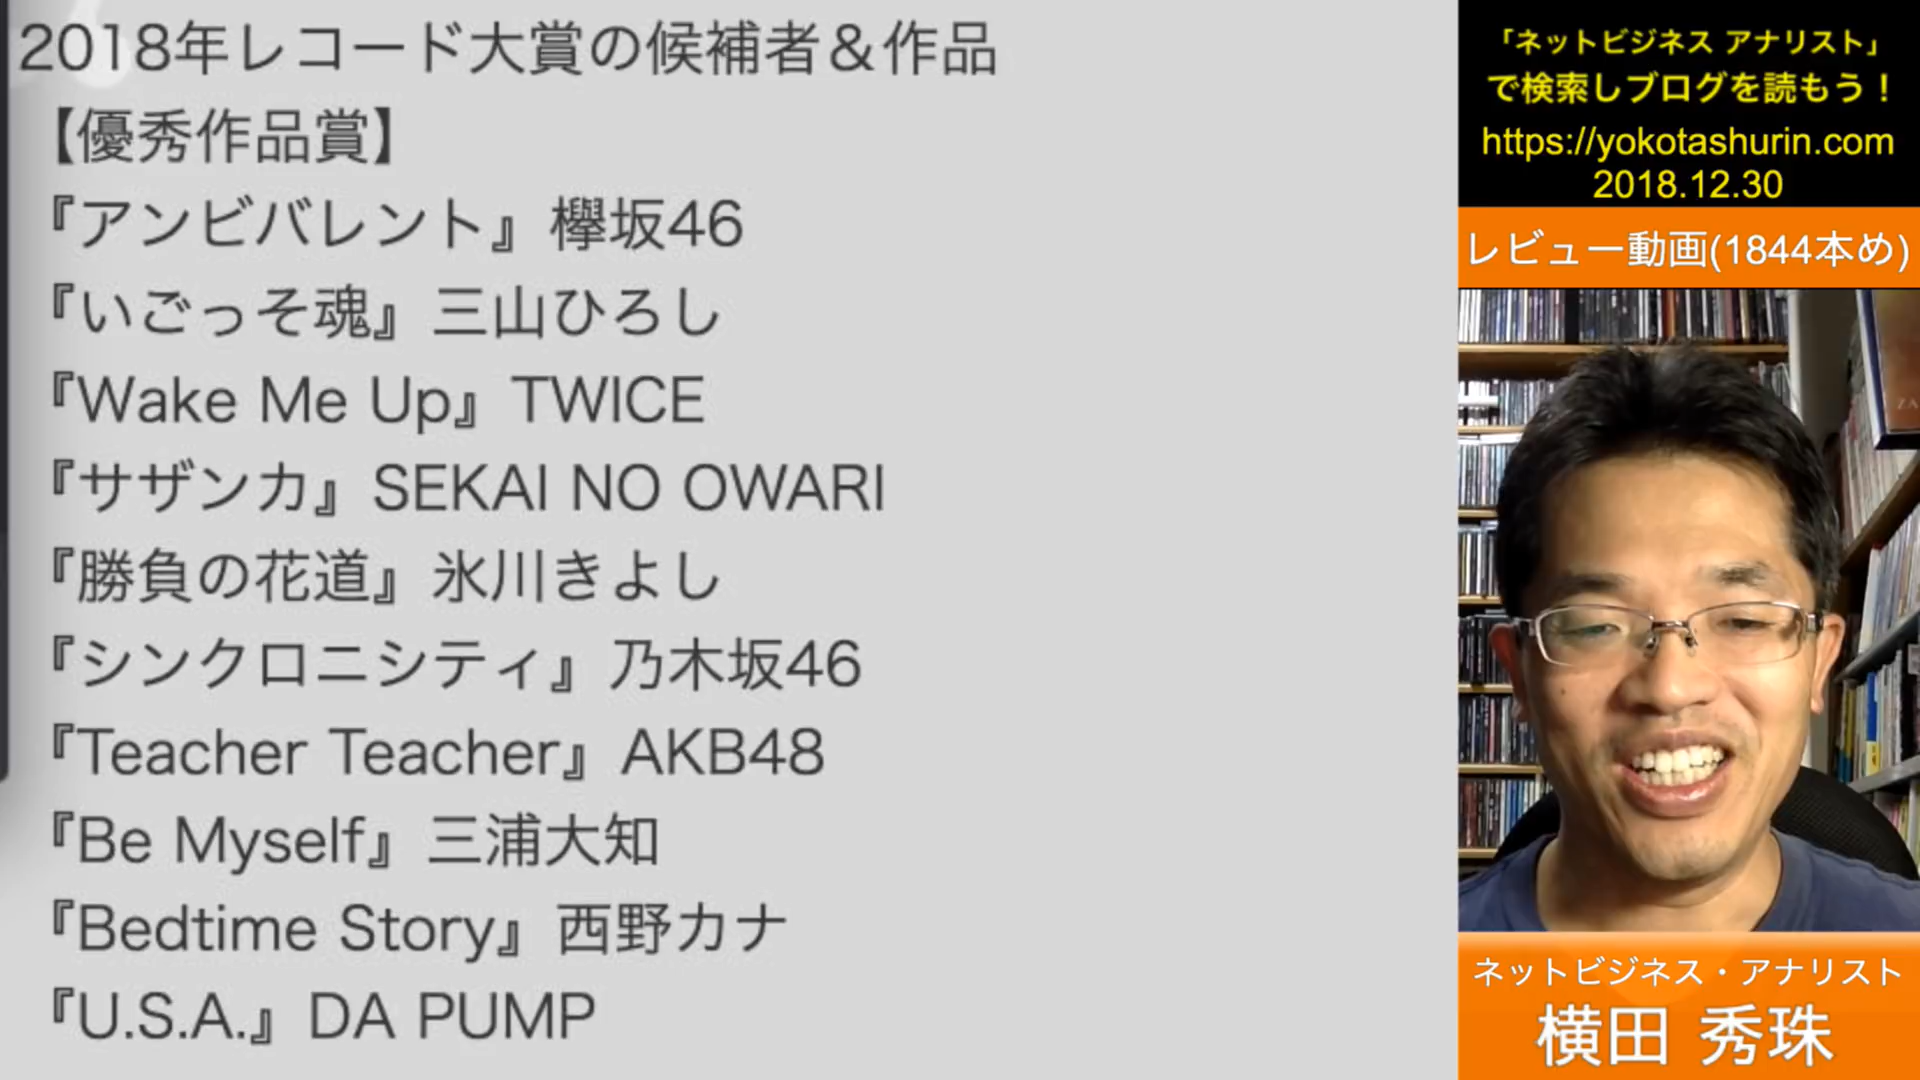 2018年レコード大賞の候補者＆作品
【優秀作品賞】
『アンビバレント』欅坂46
『いごっそ魂』三山ひろし
『Wake Me Up』TWICE
『サザンカ』SEKAI NO OWARI
『勝負の花道』氷川きよし
『シンクロニシティ』乃木坂46
『Teacher Teacher』AKB48
『Be Myself』三浦大知
『Bedtime Story』西野カナ
『U.S.A.』DA PUMP
「ネットビジネス アナリスト」
で検索しブログを読もう！
https://yokotashurin.com
2018.12.30
レビュー動画(1844本め)
ZA
ネットビジネス・アナリスト
横田 秀珠